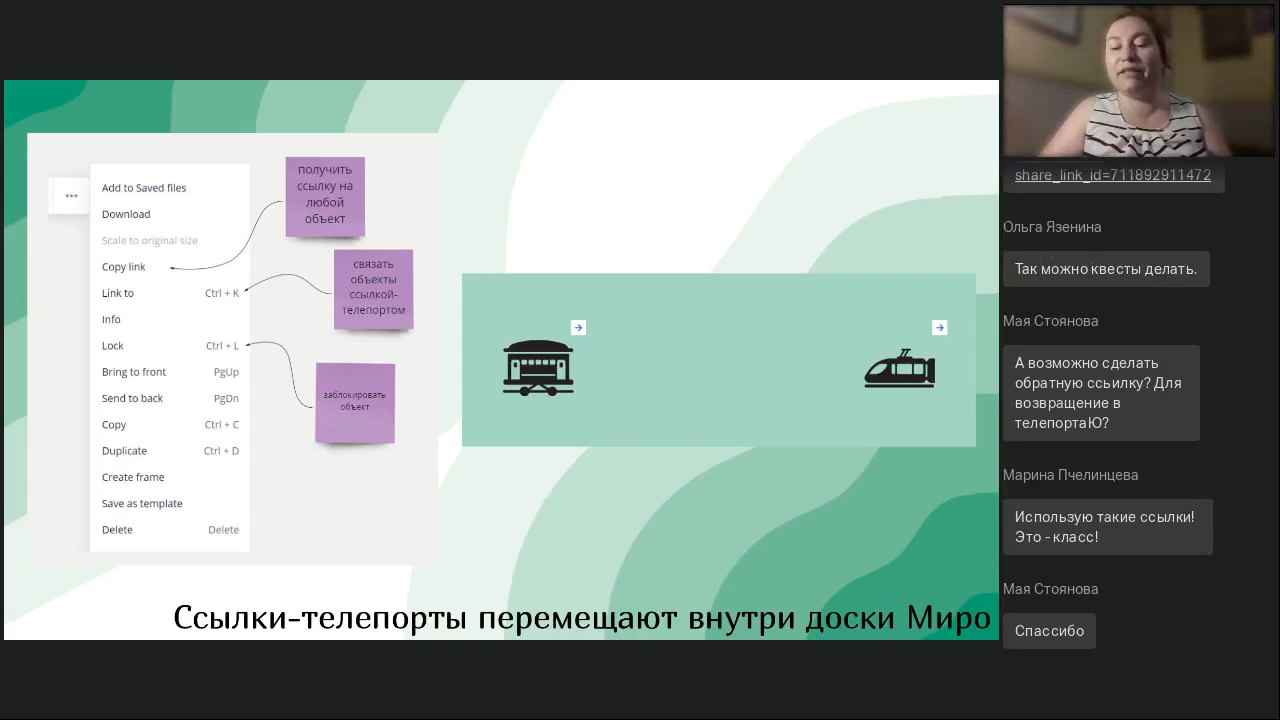 •••
Add to Saved files
Download
Scale to original size
Copy link
Link to Ctrl + K
Info
Lock Ctrl + L
Bring to front PgUp
Send to back PgDn
Copy Ctrl + C
Duplicate Ctrl + D
Create frame
Save as template
Delete Delete
получить
ссылку на
любой
объект
связать
объекты
ссылкой-
телепортом
заблокировать
объект
Ссылки-телепорты перемещают внутри доски Миро
share_link_id=711892911472
Ольга Язенина
Так можно квесты делать.
Мая Стоянова
А возможно сделать
обратную ссьилку? Для
возвращение в
телепортаЮ?
Марина Пчелинцева
Использую такие ссылки!
Это - класс!
Мая Стоянова
Спассибо